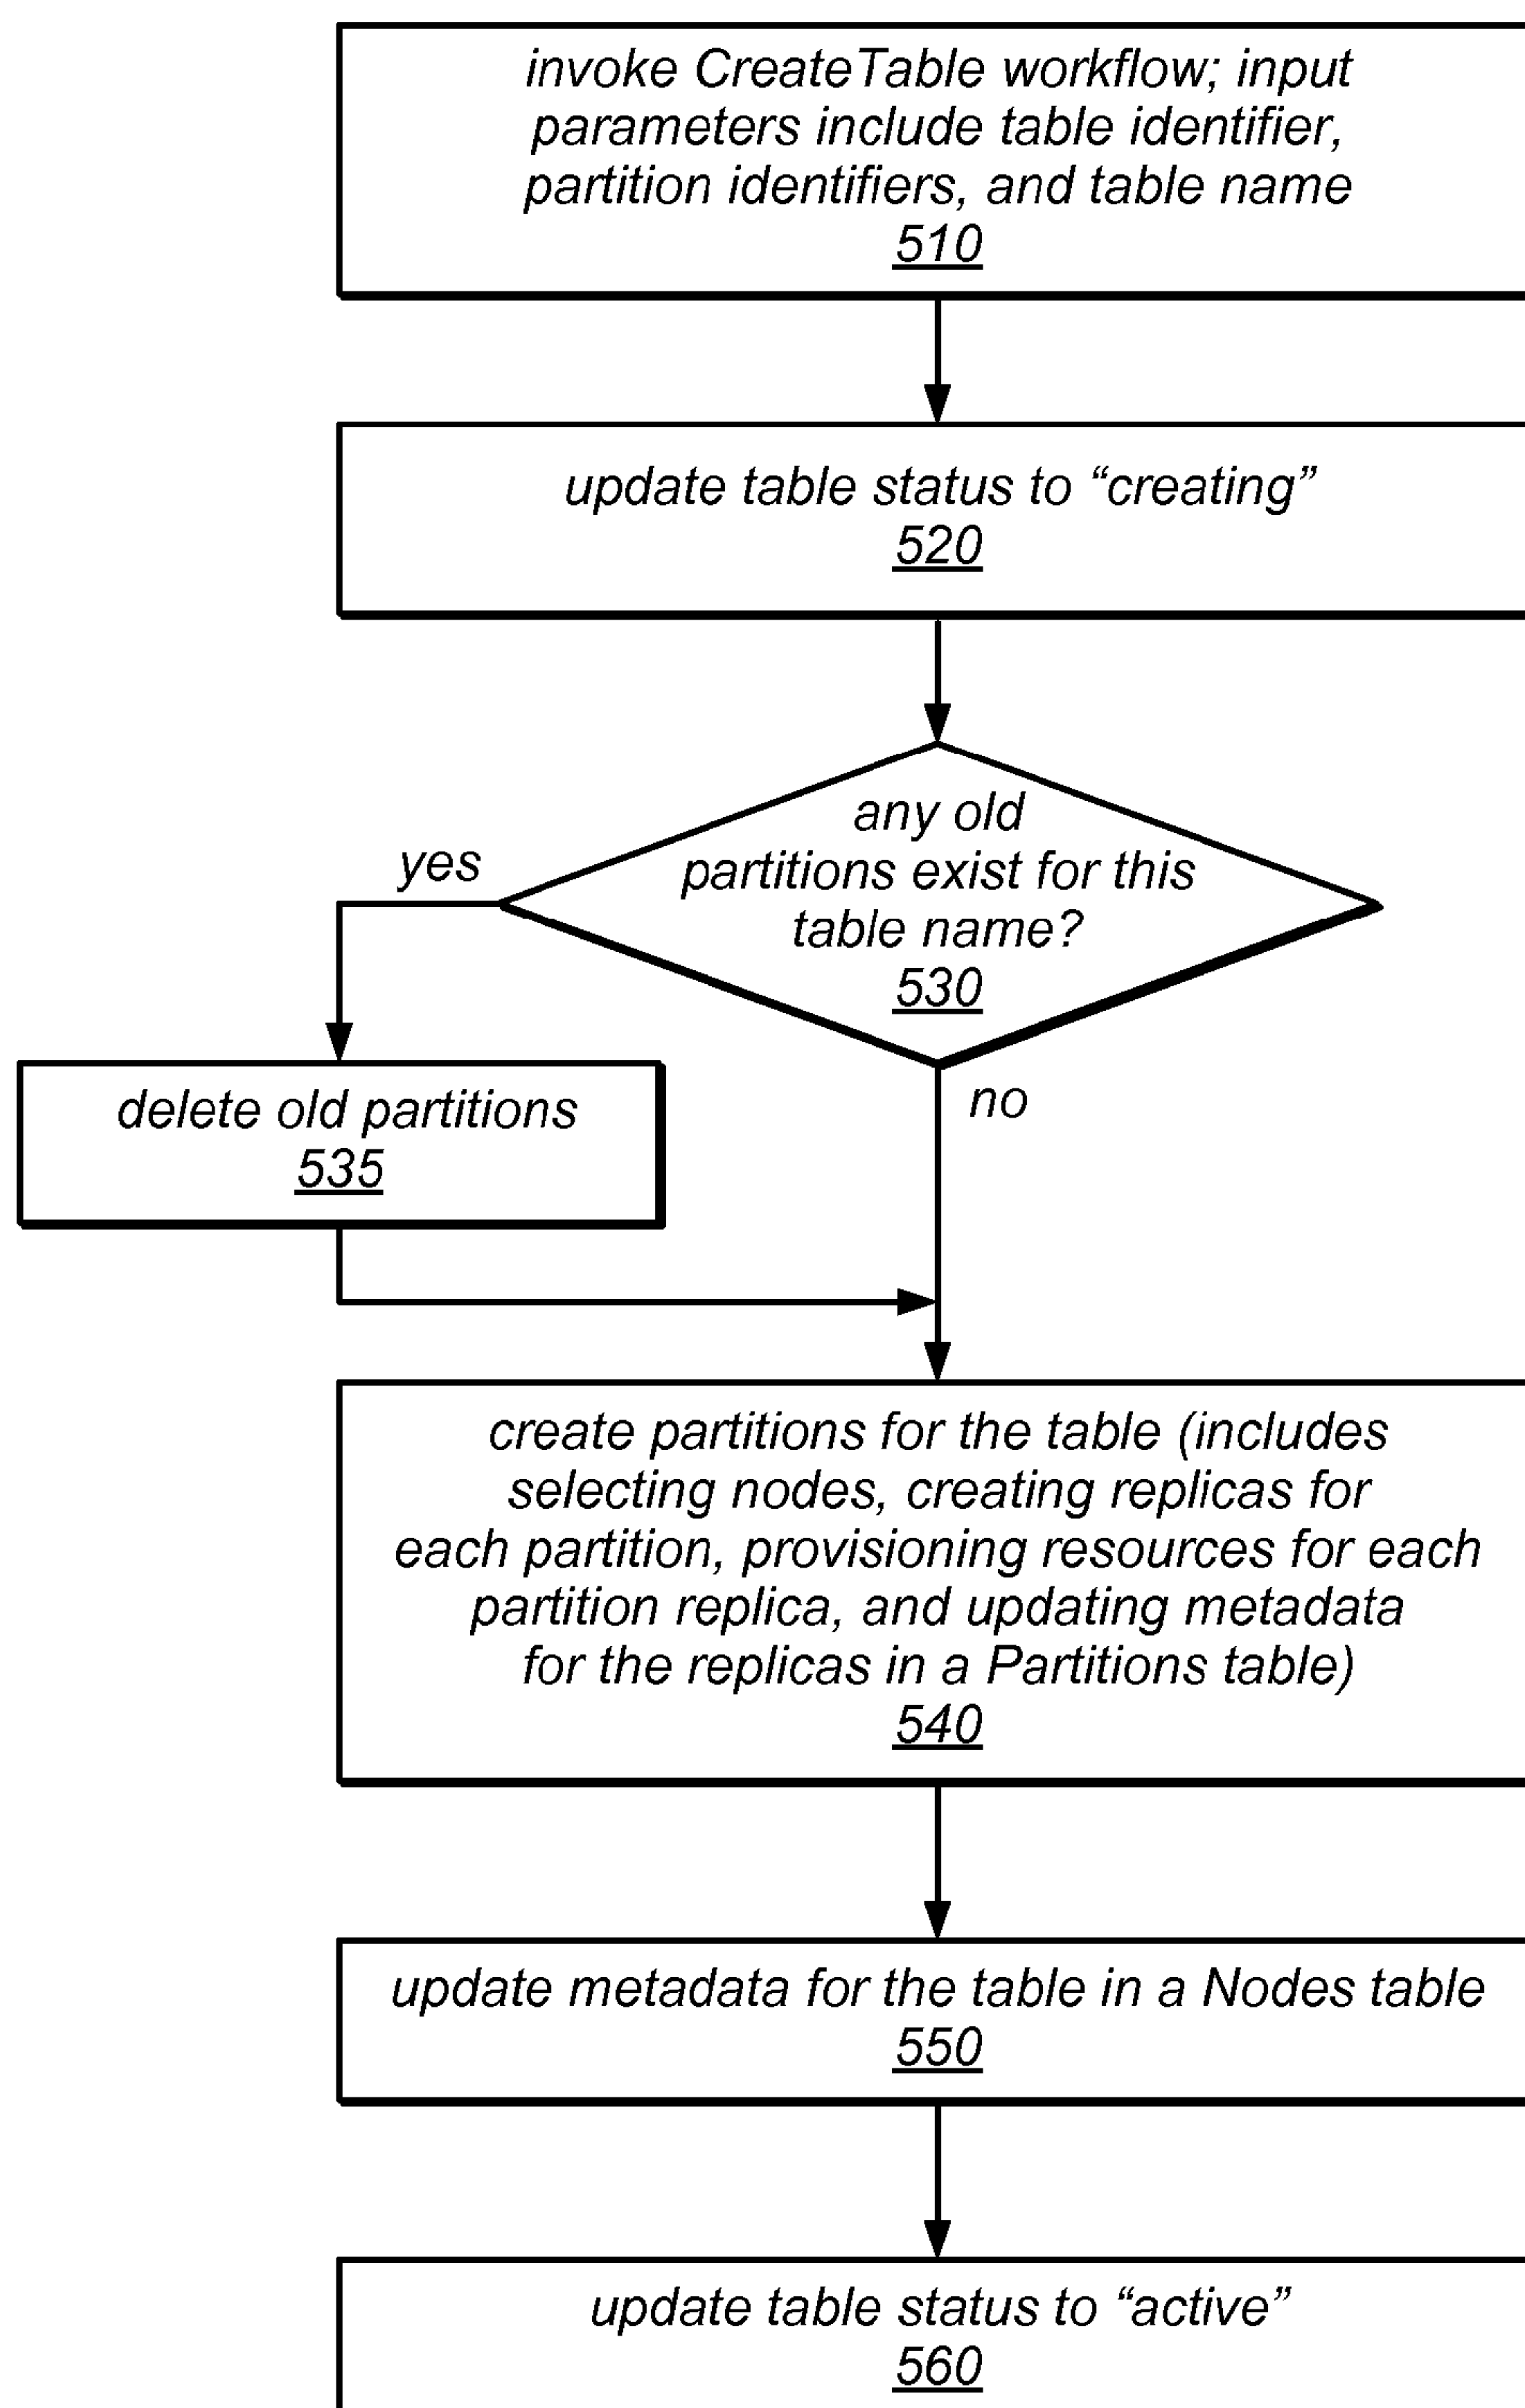 invoke CreateTable workflow; input
parameters include table identifier,
partition identifiers, and table name
510
update table status to “creating”
520
any old
partitions exist for this
table name?
530
yes
no
delete old partitions
535
create partitions for the table (includes
selecting nodes, creating replicas for
each partition, provisioning resources for each
partition replica, and updating metadata
for the replicas in a Partitions table)
540
update metadata for the table in a Nodes table
550
update table status to “active”
560